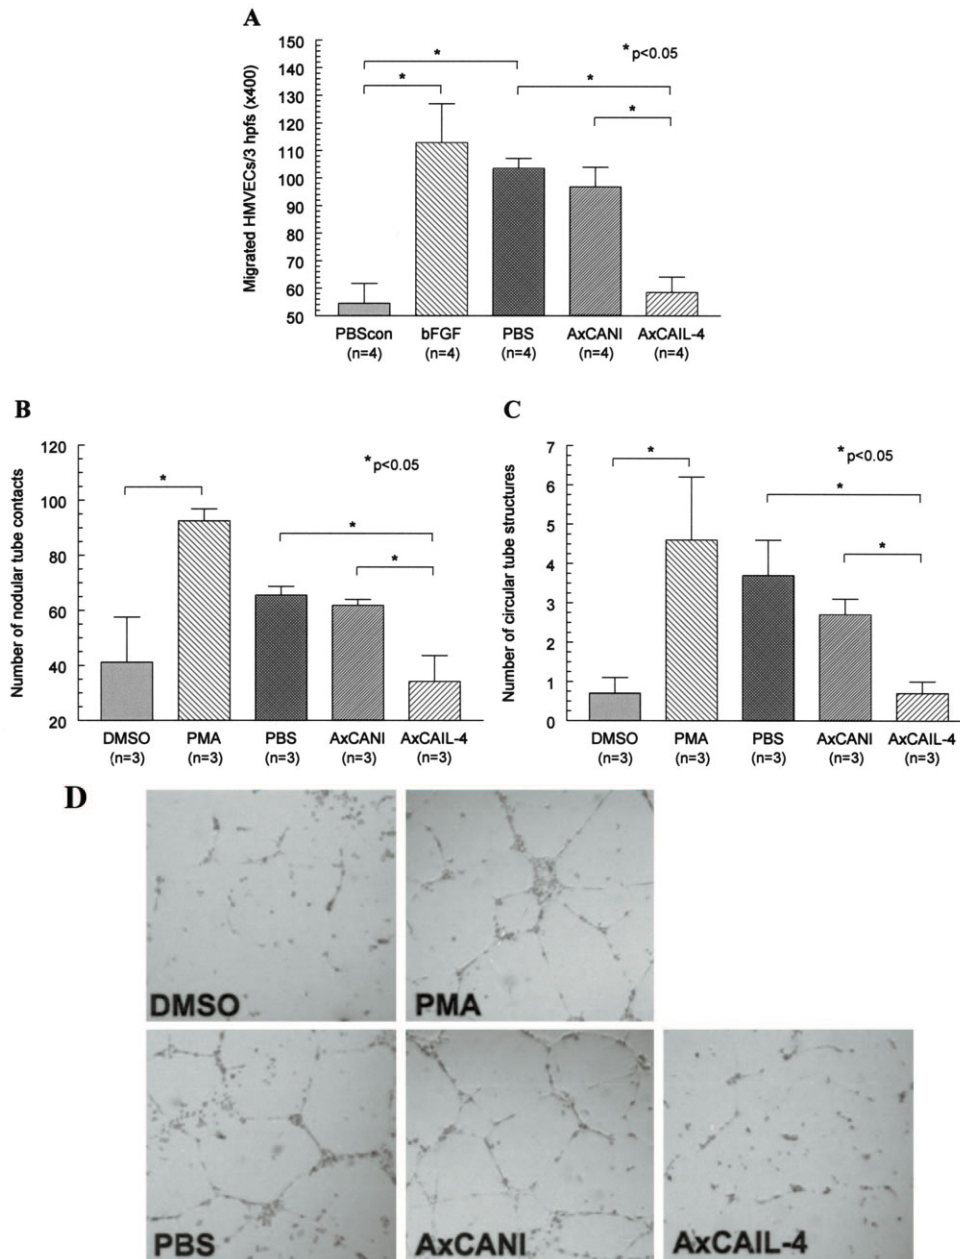 A
Migrated HMVECs/3 hpfs (x400)
150
140
130
120
110
100
90
80
70
60
50
* p<0.05
*
*
*
*
PBScon bFGF PBS AxCANI AxCAIL-4
(n=4) (n=4) (n=4) (n=4) (n=4)
B
Number of nodular tube contacts
120
100
80
60
40
20
* p<0.05
*
*
*
DMSO PMA PBS AxCANI AxCAIL-4
(n=3) (n=3) (n=3) (n=3) (n=3)
C
Number of circular tube structures
7
6
5
4
3
2
1
0
* p<0.05
*
*
*
DMSO PMA PBS AxCANI AxCAIL-4
(n=3) (n=3) (n=3) (n=3) (n=3)
D
DMSO
PMA
PBS
AxCANI
AxCAIL-4